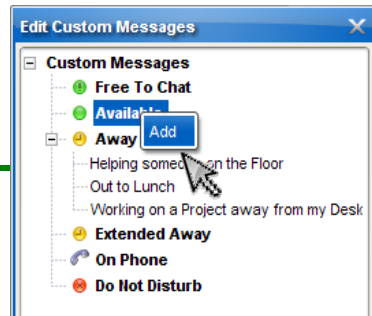 Edit Custom Messages
Custom Messages
Free To Chat
Available
Add
Away
Helping someone on the Floor
Out to Lunch
Working on a Project away from my Desk
Extended Away
On Phone
Do Not Disturb